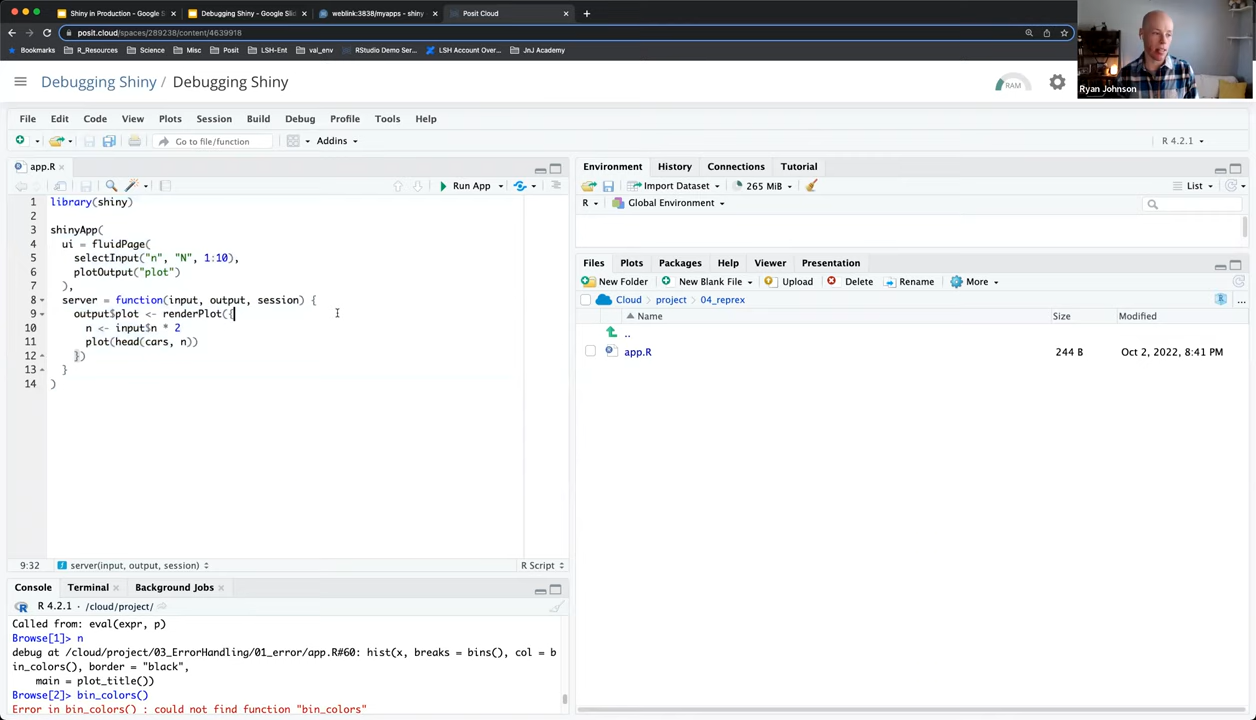 Shiny in Production - Google S
Debugging Shiny - Google Sli
weblink:3838/myapps - shiny
Posit Cloud
posit.cloud/spaces/289238/content/4639918
Bookmarks
R_Resources
Science
Misc
Posit
LSH-Ent
vai_env
RStudio Demo Ser...
LSH Account Over...
JnJ Academy
Ryan Johnson
Debugging Shiny / Debugging Shiny
RAM
File Edit Code View Plots Session Build Debug Profile Tools Help
Go to file/function
Addins
R 4.2.1
app.R
Run App
1 library(shiny)
2
3 shinyApp(
4 ui = fluidPage(
5 selectInput("n", "N", 1:10),
6 plotOutput("plot")
7 ),
8 server = function(input, output, session) {
9 output$plot <- renderPlot({
10 n <- input$n * 2
11 plot(head(cars, n))
12 })
13 }
14 )
9:32 server(input, output, session) R Script
Console Terminal Background Jobs
R 4.2.1 · /cloud/project/
Called from: eval(expr, p)
Browse[1]> n
debug at /cloud/project/03_ErrorHandling/01_error/app.R#60: hist(x, breaks = bins(), col = b
in_colors(), border = "black",
main = plot_title())
Browse[2]> bin_colors()
Error in bin_colors() : could not find function "bin_colors"
Environment History Connections Tutorial
Import Dataset 265 MiB List
R Global Environment
Files Plots Packages Help Viewer Presentation
New Folder New Blank File Upload Delete Rename More
Cloud project 04_reprex ...
Name Size Modified
..
app.R 244 B Oct 2, 2022, 8:41 PM